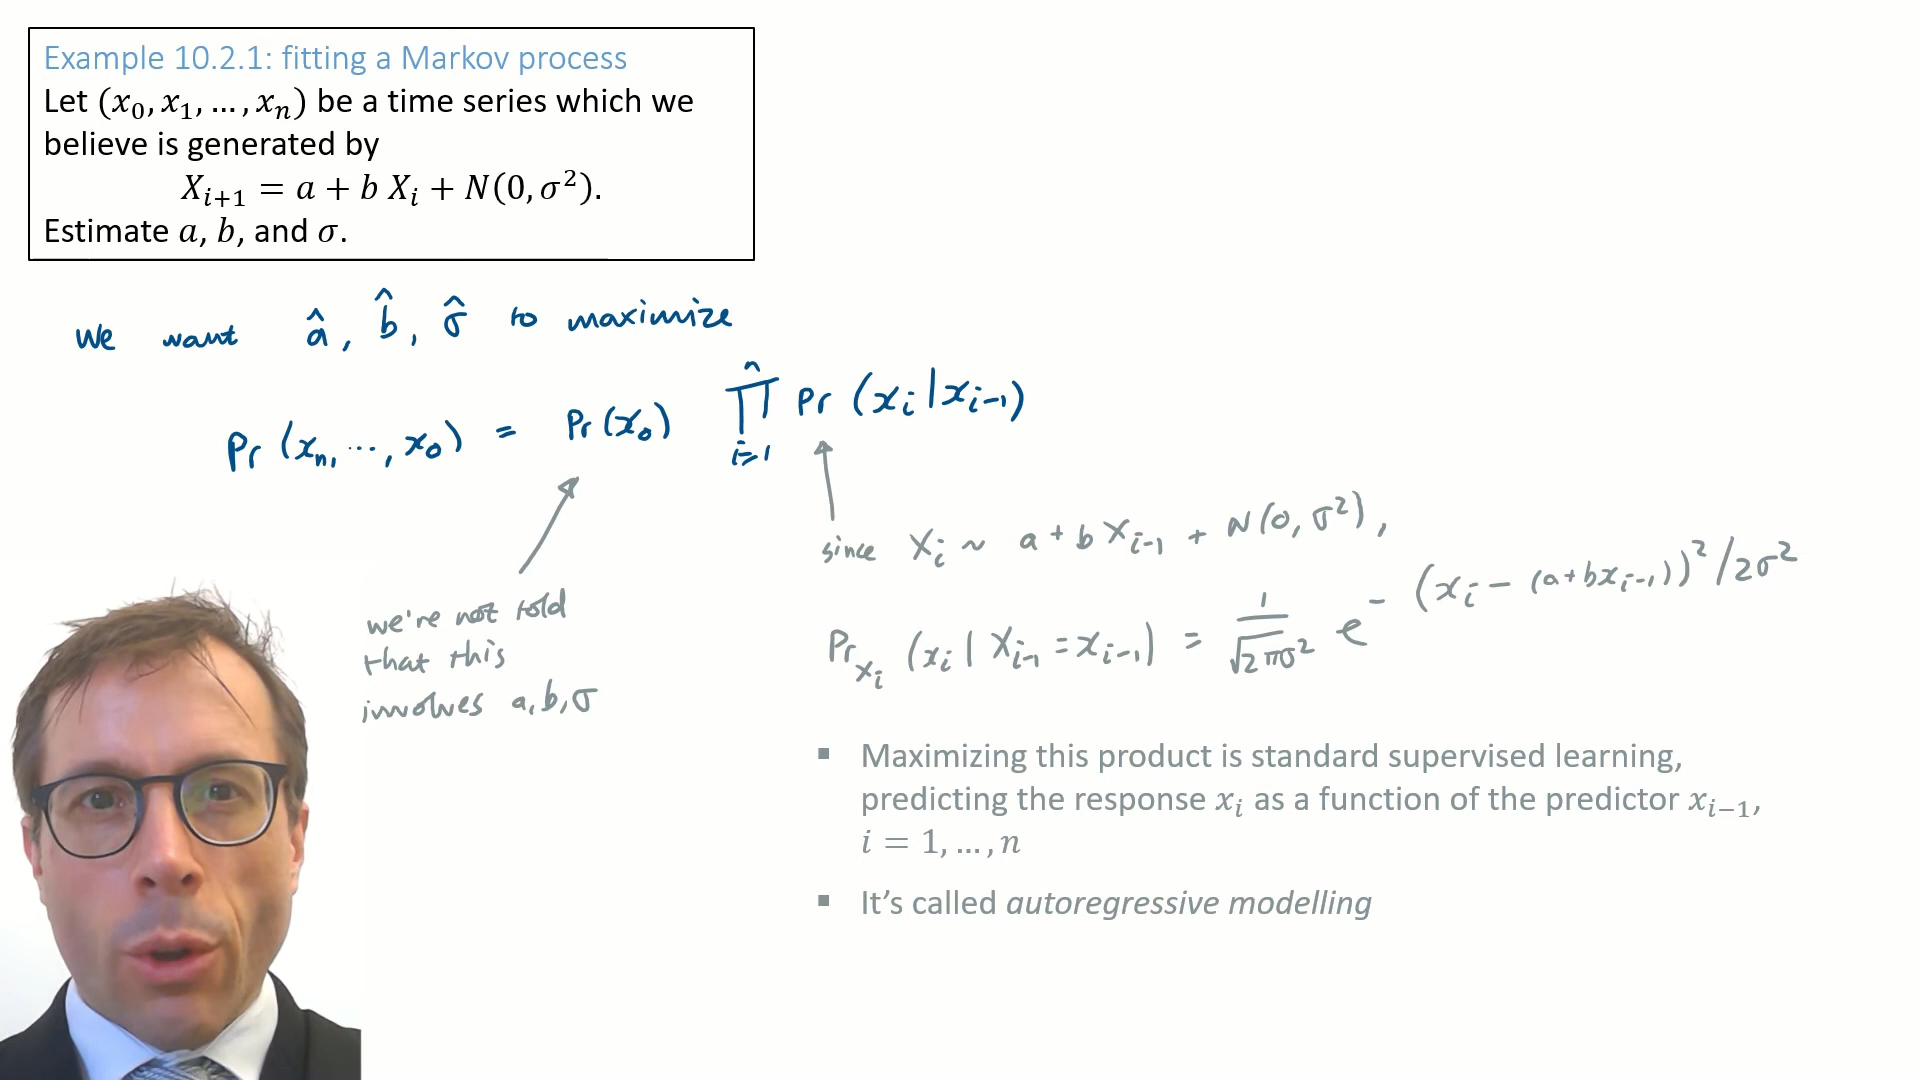 Example 10.2.1: fitting a Markov process
Let (x₀, x₁, … , xₙ) be a time series which we
believe is generated by
Xᵢ₊₁ = a + b Xᵢ + N(0, σ²).
Estimate a, b, and σ.
We want â, b̂, σ̂ to maximize
Pr (xₙ, ⋯, x₀) = Pr (x₀) ∏ᵢ₌₁ⁿ Pr (xᵢ | xᵢ₋₁)
we're not told
that this
involves a, b, σ
since Xᵢ ~ a + b Xᵢ₋₁ + N(0, σ²),
Pr_{Xᵢ} (xᵢ | Xᵢ₋₁ = xᵢ₋₁) = 1/√(2πσ²) e^{- (xᵢ - (a+bxᵢ₋₁))² / 2σ²}
▪ Maximizing this product is standard supervised learning,
predicting the response xᵢ as a function of the predictor xᵢ₋₁,
i = 1, … , n
▪ It’s called autoregressive modelling